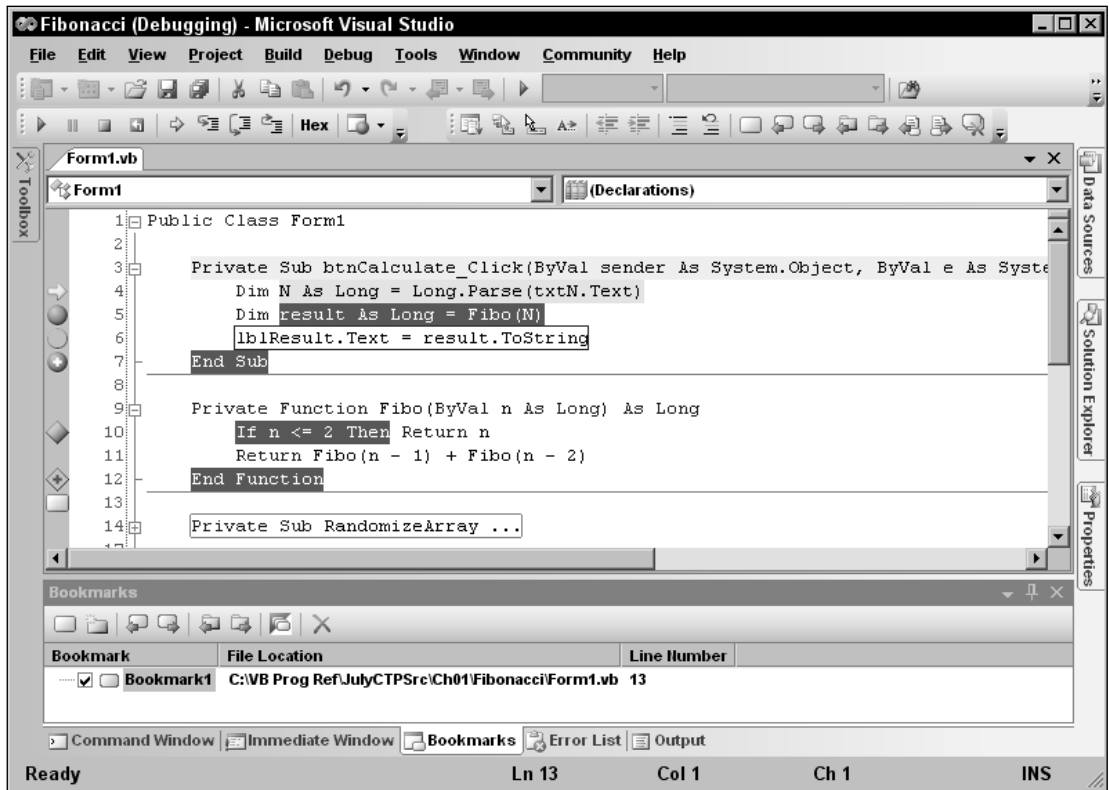 Fibonacci (Debugging) - Microsoft Visual Studio
File Edit View Project Build Debug Tools Window Community Help
Hex
Toolbox
Form1.vb
Form1 (Declarations)
1 Public Class Form1
2
3 Private Sub btnCalculate_Click(ByVal sender As System.Object, ByVal e As Syste
4 Dim N As Long = Long.Parse(txtN.Text)
5 Dim result As Long = Fibo(N)
6 lblResult.Text = result.ToString
7 End Sub
8
9 Private Function Fibo(ByVal n As Long) As Long
10 If n <= 2 Then Return n
11 Return Fibo(n - 1) + Fibo(n - 2)
12 End Function
13
14 Private Sub RandomizeArray ...
Data Sources
Solution Explorer
Properties
Bookmarks
Bookmark File Location Line Number
Bookmark1 C:\VB Prog Ref\JulyCTPSrc\Ch01\Fibonacci\Form1.vb 13
Command Window Immediate Window Bookmarks Error List Output
Ready Ln 13 Col 1 Ch 1 INS